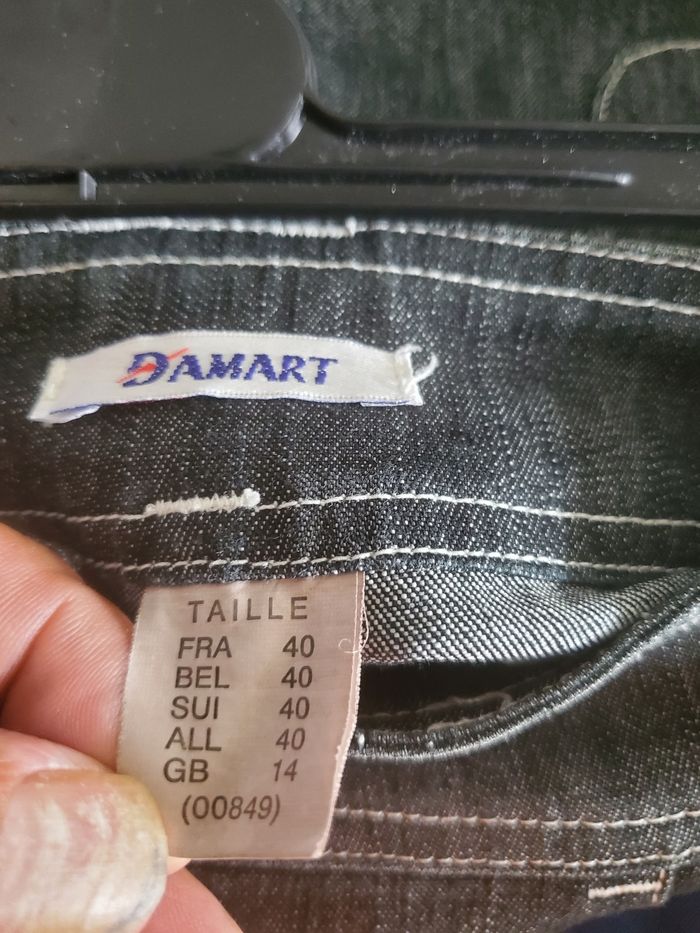 DAMART
TAILLE
FRA 40
BEL 40
SUI 40
ALL 40
GB 14
(00849)